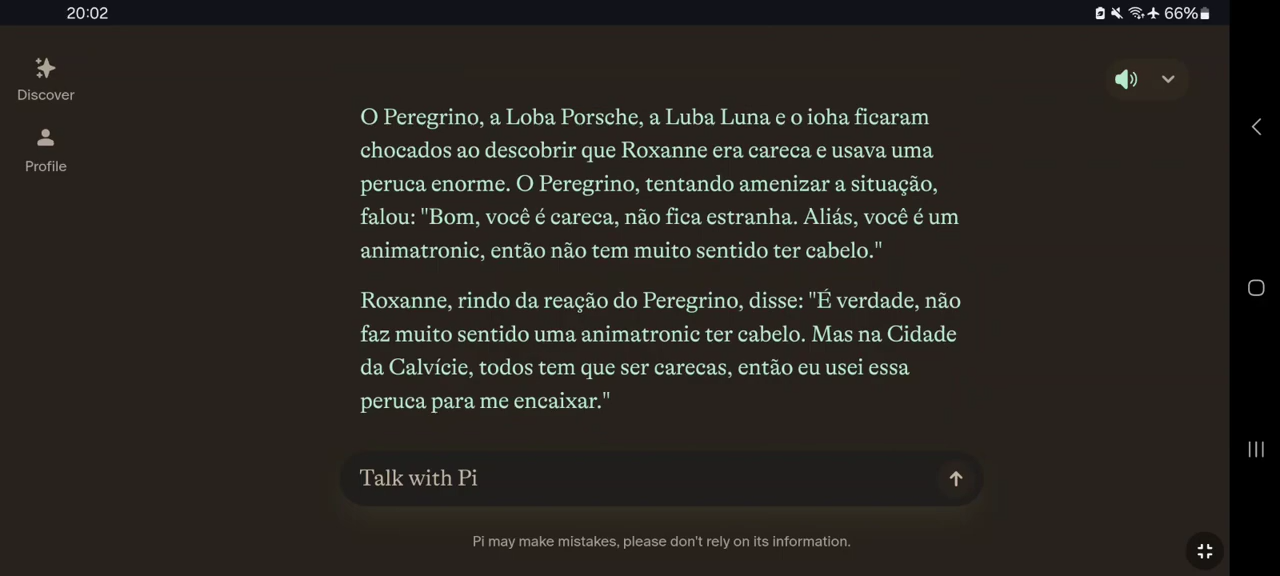 20:02
66%
Discover
Profile
O Peregrino, a Loba Porsche, a Luba Luna e o ioha ficaram
chocados ao descobrir que Roxanne era careca e usava uma
peruca enorme. O Peregrino, tentando amenizar a situação,
falou: "Bom, você é careca, não fica estranha. Aliás, você é um
animatronic, então não tem muito sentido ter cabelo."
Roxanne, rindo da reação do Peregrino, disse: "É verdade, não
faz muito sentido uma animatronic ter cabelo. Mas na Cidade
da Calvície, todos tem que ser carecas, então eu usei essa
peruca para me encaixar."
Talk with Pi
Pi may make mistakes, please don't rely on its information.